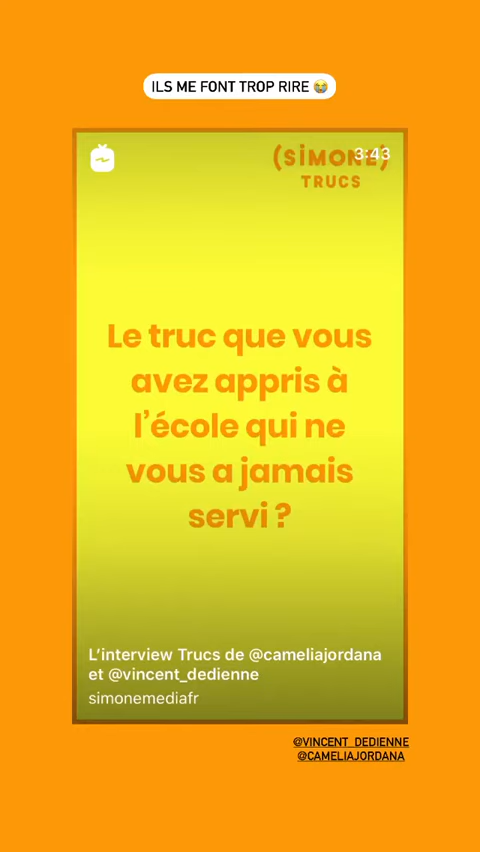 ILS ME FONT TROP RIRE 😭
(SIMONE)
3:43
TRUCS
Le truc que vous
avez appris à
l’école qui ne
vous a jamais
servi ?
L’interview Trucs de @cameliajordana
et @vincent_dedienne
simonemediafr
@VINCENT_DEDIENNE
@CAMELIAJORDANA